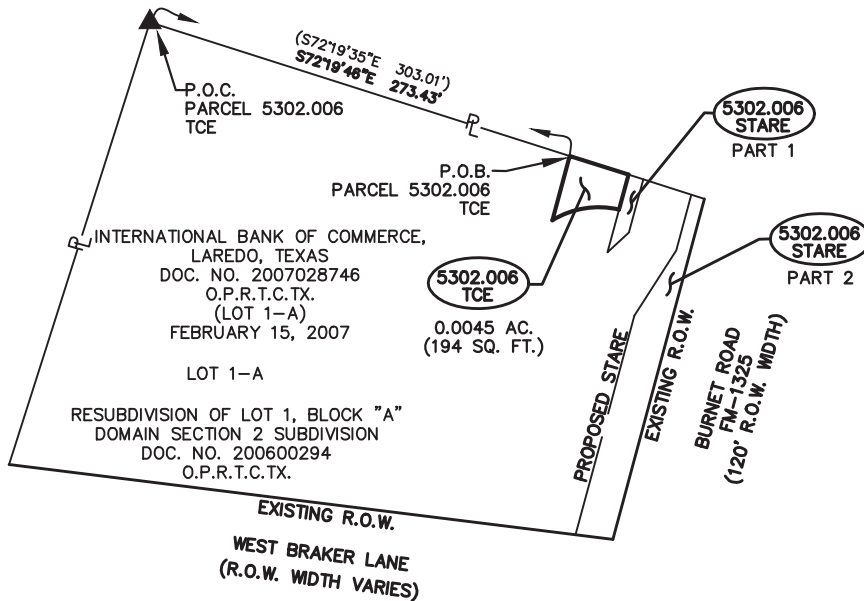 (S72°19'35"E 303.01')
S72°19'46"E 273.43'
P.O.C.
PARCEL 5302.006
TCE
PL
5302.006
STARE
PART 1
P.O.B.
PARCEL 5302.006
TCE
5302.006
STARE
PART 2
PL
INTERNATIONAL BANK OF COMMERCE,
LAREDO, TEXAS
DOC. NO. 2007028746
O.P.R.T.C.TX.
(LOT 1-A)
FEBRUARY 15, 2007
5302.006
TCE
0.0045 AC.
(194 SQ. FT.)
LOT 1-A
RESUBDIVISION OF LOT 1, BLOCK "A"
DOMAIN SECTION 2 SUBDIVISION
DOC. NO. 200600294
O.P.R.T.C.TX.
PROPOSED STARE
EXISTING R.O.W.
BURNET ROAD
FM-1325
(120' R.O.W. WIDTH)
EXISTING R.O.W.
WEST BRAKER LANE
(R.O.W. WIDTH VARIES)